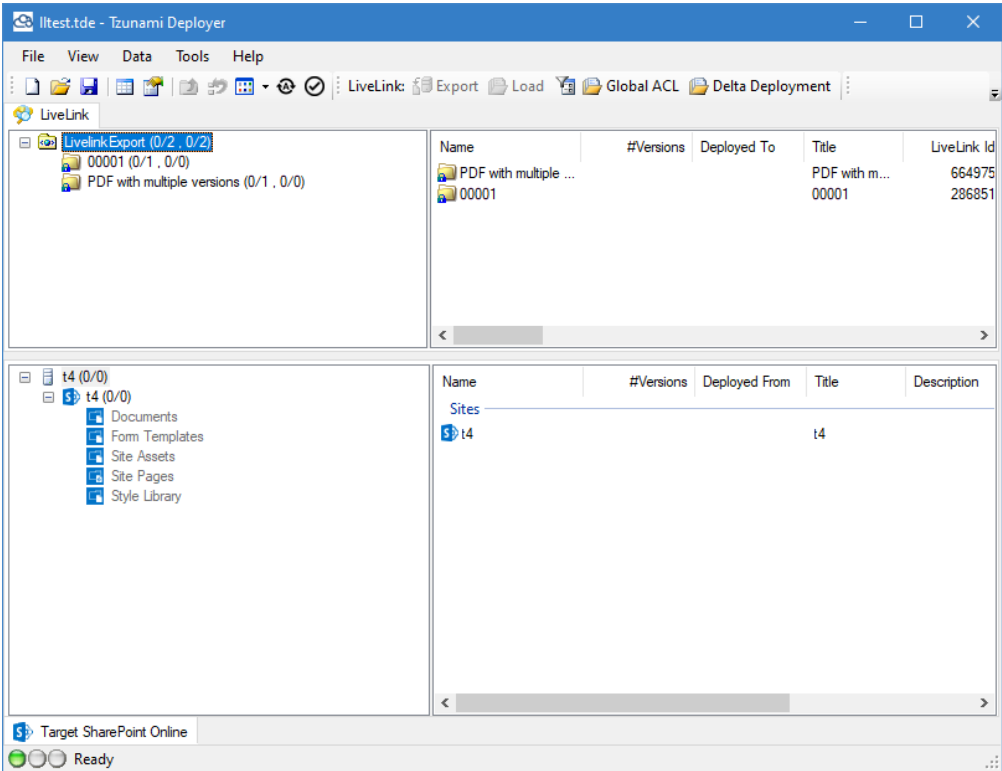 lltest.tde - Tzunami Deployer
File View Data Tools Help
LiveLink: Export Load Global ACL Delta Deployment
LiveLink
Livelink Export (0/2 , 0/2)
00001 (0/1 , 0/0)
PDF with multiple versions (0/1 , 0/0)
Name #Versions Deployed To Title LiveLink Id
PDF with multiple ... PDF with m... 664975
00001 00001 286851
t4 (0/0)
t4 (0/0)
Documents
Form Templates
Site Assets
Site Pages
Style Library
Name #Versions Deployed From Title Description
Sites
t4 t4
Target SharePoint Online
Ready